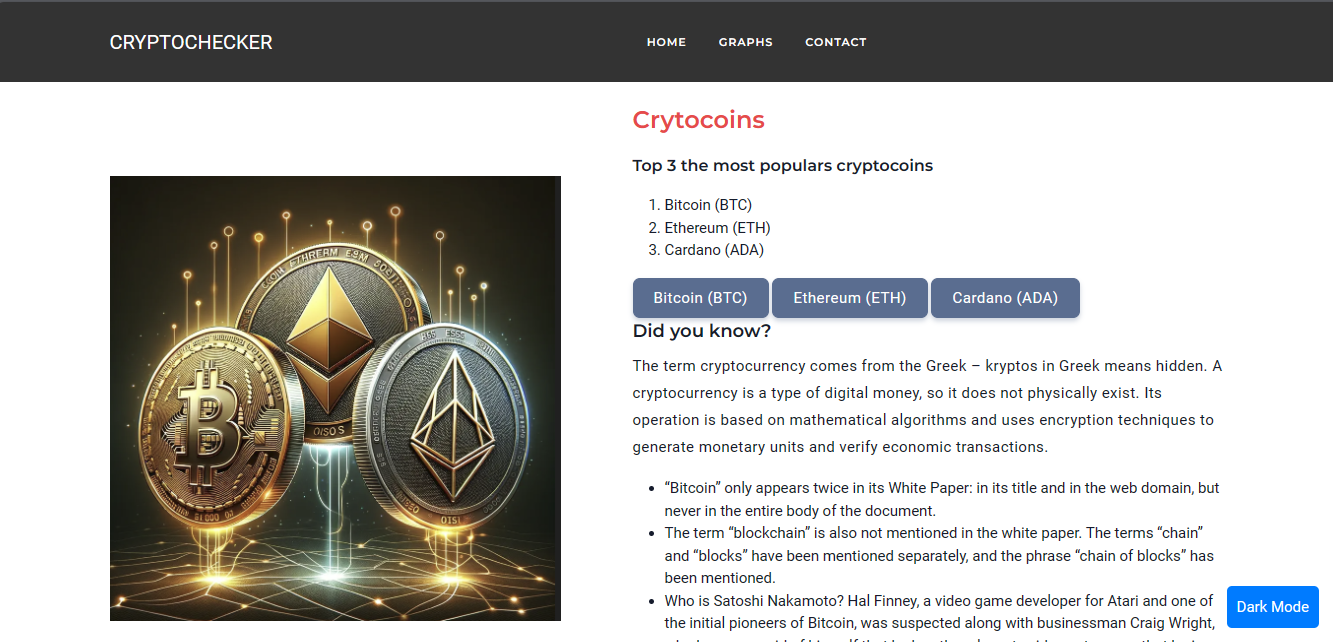 CRYPTOCHECKER
HOME GRAPHS CONTACT
Crytocoins
Top 3 the most populars cryptocoins
1. Bitcoin (BTC)
2. Ethereum (ETH)
3. Cardano (ADA)
Bitcoin (BTC) Ethereum (ETH) Cardano (ADA)
Did you know?
The term cryptocurrency comes from the Greek – kryptos in Greek means hidden. A
cryptocurrency is a type of digital money, so it does not physically exist. Its
operation is based on mathematical algorithms and uses encryption techniques to
generate monetary units and verify economic transactions.
• “Bitcoin” only appears twice in its White Paper: in its title and in the web domain, but
never in the entire body of the document.
• The term “blockchain” is also not mentioned in the white paper. The terms “chain”
and “blocks” have been mentioned separately, and the phrase “chain of blocks” has
been mentioned.
• Who is Satoshi Nakamoto? Hal Finney, a video game developer for Atari and one of
the initial pioneers of Bitcoin, was suspected along with businessman Craig Wright,
Dark Mode